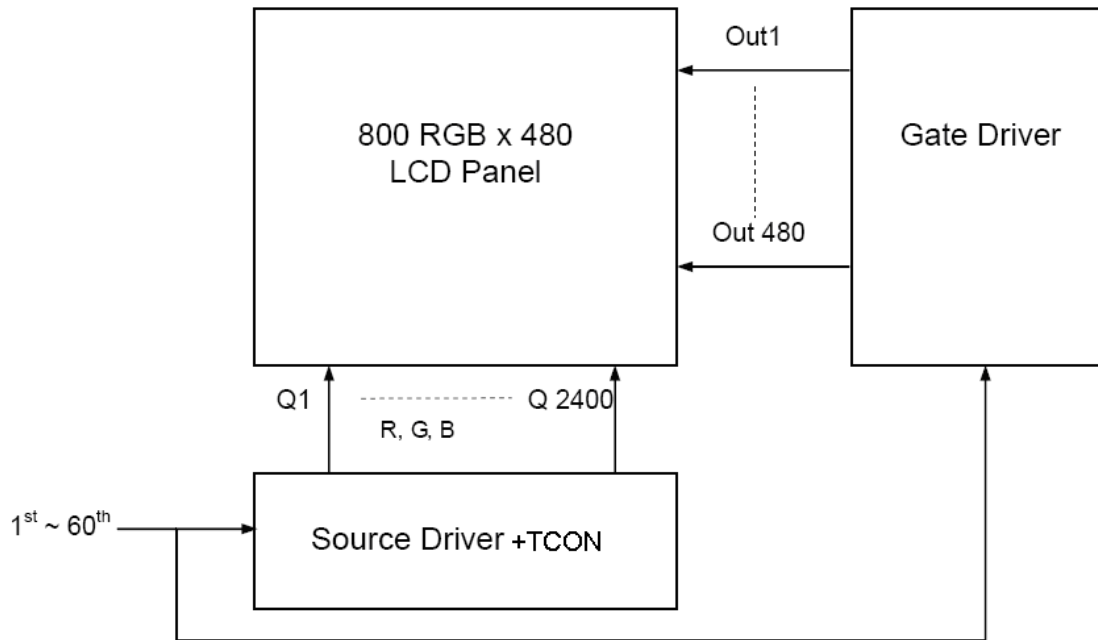 Out1
800 RGB x 480
LCD Panel
Gate Driver
Out 480
Q1
Q 2400
R, G, B
1st ~ 60th
Source Driver +TCON